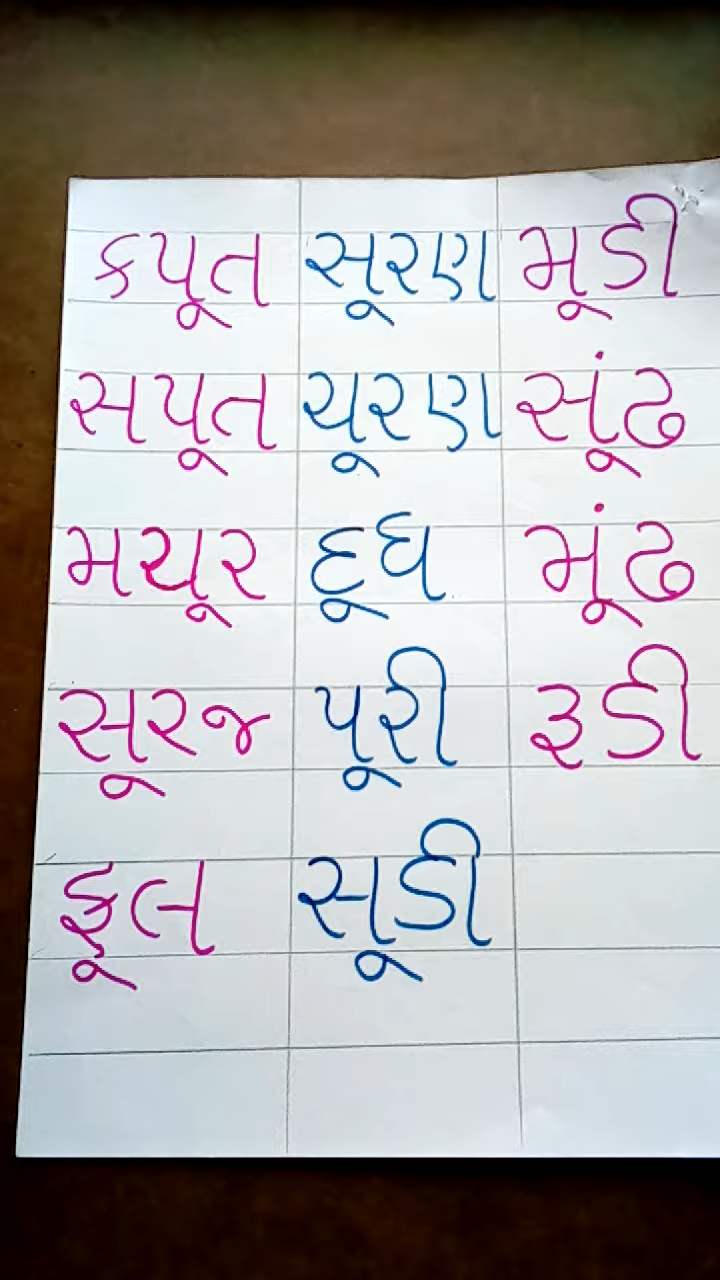 કપૂત સૂરણ મૂડી
સપૂત ચૂરણ સૂંઢ
મયૂર દૂધ મૂંઢ
સૂરજ પૂરી રૂડી
ફૂલ સૂડી